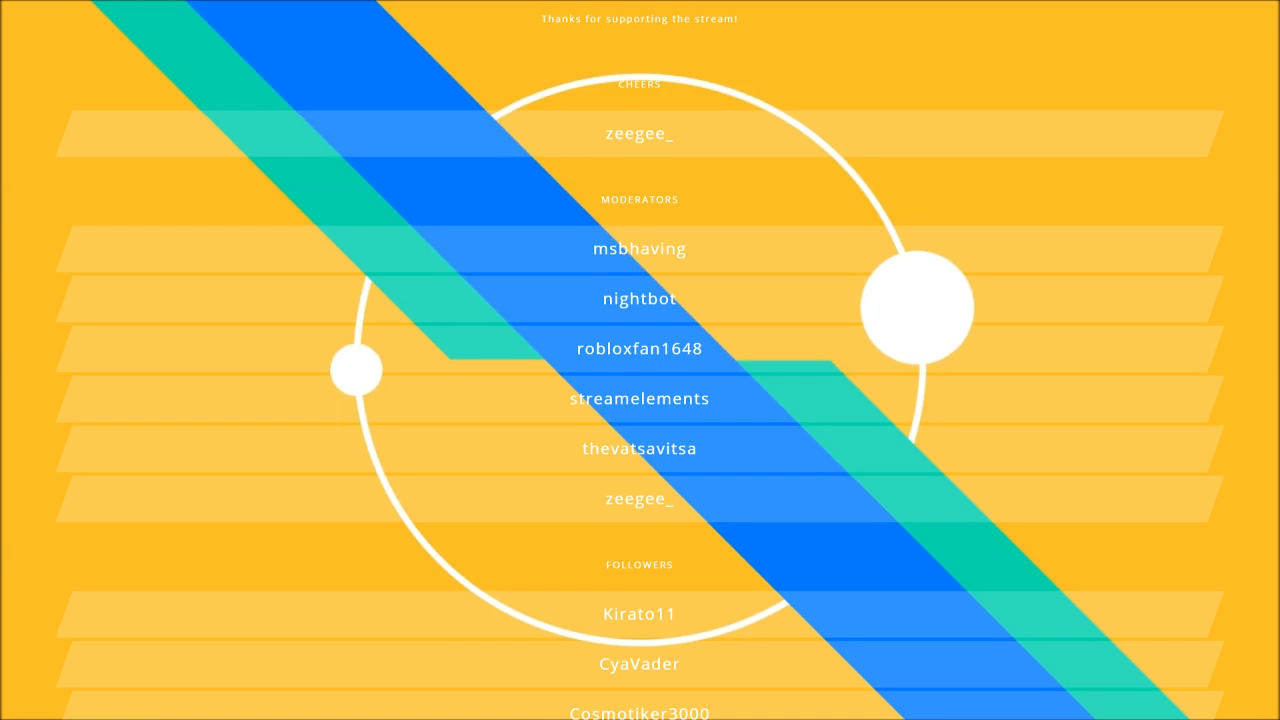 Thanks for supporting the stream!
CHEERS
zeegee_
MODERATORS
msbhaving
nightbot
robloxfan1648
streamelements
thevatsavitsa
zeegee_
FOLLOWERS
Kirato11
CyaVader
Cosmotiker3000